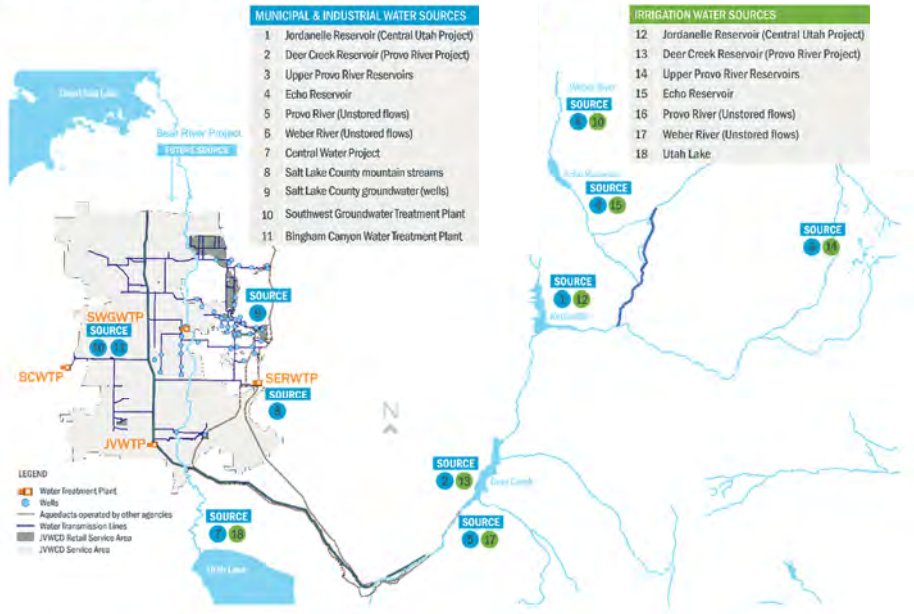 MUNICIPAL & INDUSTRIAL WATER SOURCES
1 Jordanelle Reservoir (Central Utah Project)
2 Deer Creek Reservoir (Provo River Project)
3 Upper Provo River Reservoirs
4 Echo Reservoir
5 Provo River (Unstored flows)
6 Weber River (Unstored flows)
7 Central Water Project
8 Salt Lake County mountain streams
9 Salt Lake County groundwater (wells)
10 Southwest Groundwater Treatment Plant
11 Bingham Canyon Water Treatment Plant
IRRIGATION WATER SOURCES
12 Jordanelle Reservoir (Central Utah Project)
13 Deer Creek Reservoir (Provo River Project)
14 Upper Provo River Reservoirs
15 Echo Reservoir
16 Provo River (Unstored flows)
17 Weber River (Unstored flows)
18 Utah Lake
Great Salt Lake
Bear River Project
FUTURE SOURCE
Weber River
SOURCE
Echo Reservoir
SOURCE
15
SOURCE
14
SOURCE
1 12
SOURCE
9
SWGWTP
SOURCE
10 11
BCWTP
SERWTP
SOURCE
8
JVWTP
N
SOURCE
2 13
Deer Creek
SOURCE
5 17
SOURCE
7 18
Utah Lake
LEGEND
Water Treatment Plant
Wells
Aqueducts operated by other agencies
Water Transmission Lines
JVWCD Retail Service Area
JVWCD Service Area